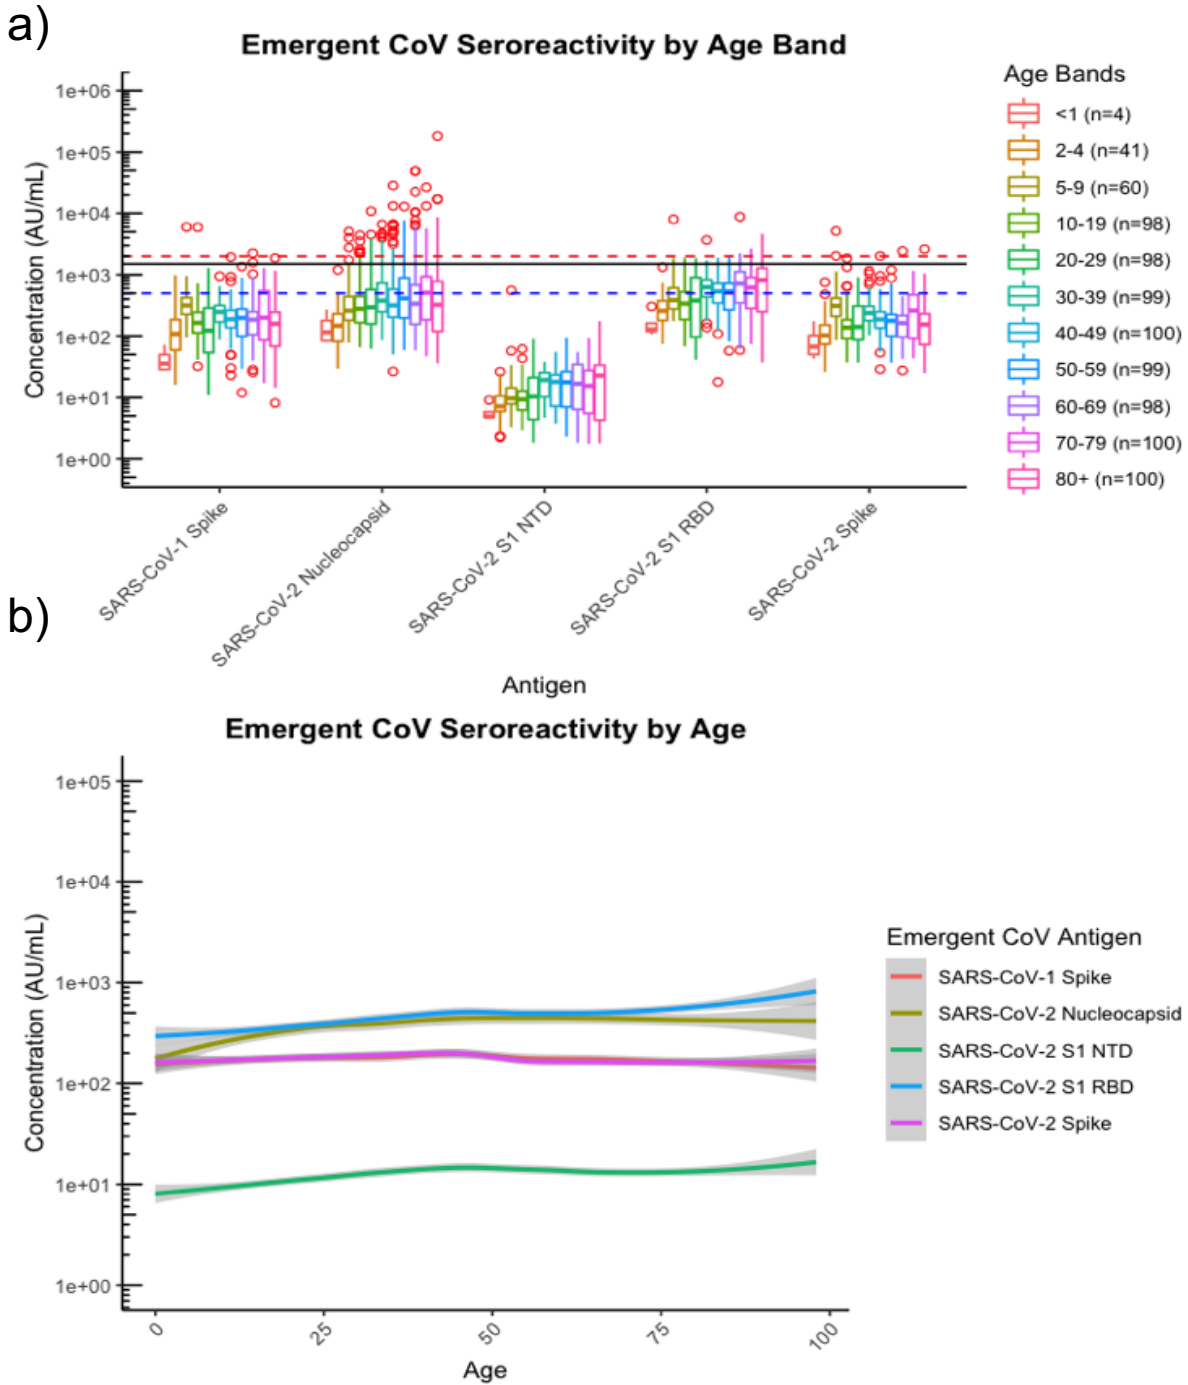 a)
Emergent CoV Seroreactivity by Age Band
Concentration (AU/mL)
1e+06
1e+05
1e+04
1e+03
1e+02
1e+01
1e+00
SARS-CoV-1 Spike
SARS-CoV-2 Nucleocapsid
SARS-CoV-2 S1 NTD
SARS-CoV-2 S1 RBD
SARS-CoV-2 Spike
Antigen
Age Bands
<1 (n=4)
2-4 (n=41)
5-9 (n=60)
10-19 (n=98)
20-29 (n=98)
30-39 (n=99)
40-49 (n=100)
50-59 (n=99)
60-69 (n=98)
70-79 (n=100)
80+ (n=100)
b)
Emergent CoV Seroreactivity by Age
Concentration (AU/mL)
1e+05
1e+04
1e+03
1e+02
1e+01
1e+00
0
25
50
75
100
Age
Emergent CoV Antigen
SARS-CoV-1 Spike
SARS-CoV-2 Nucleocapsid
SARS-CoV-2 S1 NTD
SARS-CoV-2 S1 RBD
SARS-CoV-2 Spike